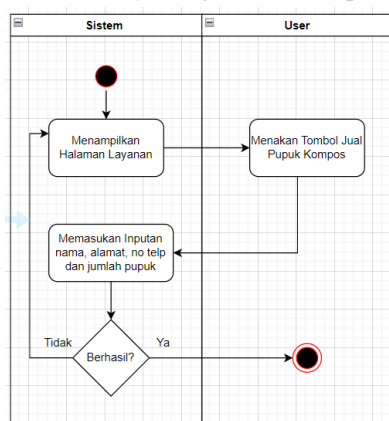 Sistem
User
Menampilkan
Halaman Layanan
Menakan Tombol Jual
Pupuk Kompos
Memasukan Inputan
nama, alamat, no telp
dan jumlah pupuk
Tidak
Berhasil?
Ya